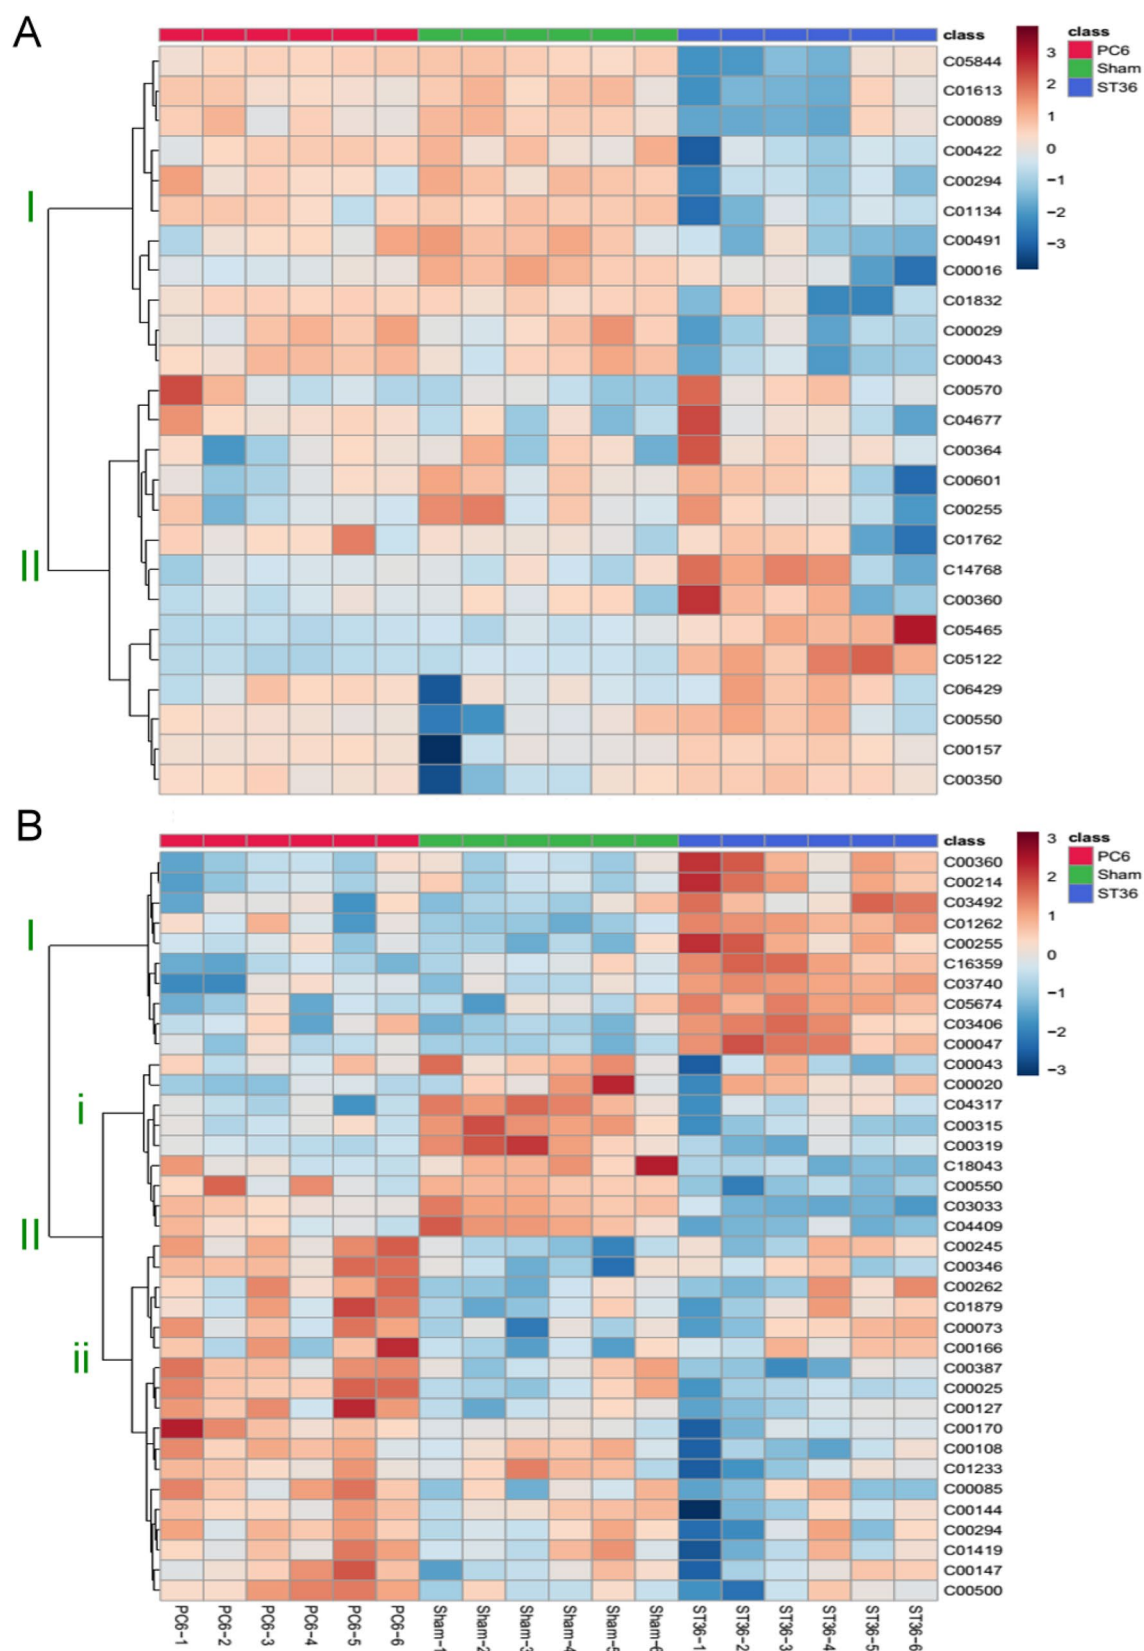 A
class
class
PC6
Sham
ST36
3
2
1
0
−1
−2
−3
I
II
C05844
C01613
C00089
C00422
C00294
C01134
C00491
C00016
C01832
C00029
C00043
C00570
C04677
C00364
C00601
C00255
C01762
C14768
C00360
C05465
C05122
C06429
C00550
C00157
C00350
B
class
class
PC6
Sham
ST36
3
2
1
0
−1
−2
−3
I
i
II
ii
C00360
C00214
C03492
C01262
C00255
C16359
C03740
C05674
C03406
C00047
C00043
C00020
C04317
C00315
C00319
C18043
C00550
C03033
C04409
C00245
C00346
C00262
C01879
C00073
C00166
C00387
C00025
C00127
C00170
C00108
C01233
C00085
C00144
C00294
C01419
C00147
C00500
PC6−1
PC6−2
PC6−3
PC6−4
PC6−5
PC6−6
Sham−1
Sham−2
Sham−3
Sham−4
Sham−5
Sham−6
ST36−1
ST36−2
ST36−3
ST36−4
ST36−5
ST36−6